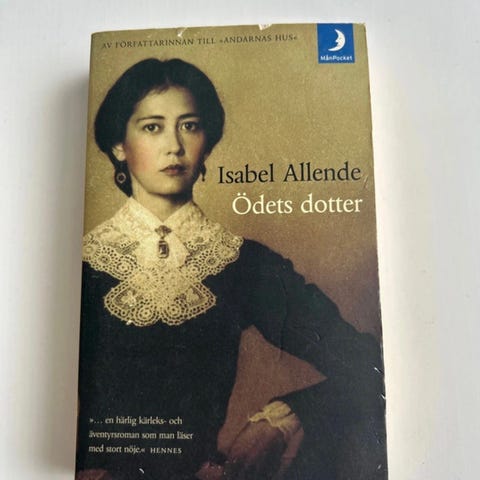 AV FÖRFATTARINNAN TILL »ANDARNAS HUS«
MånPocket
Isabel Allende
Ödets dotter
»... en härlig kärleks- och
äventyrsroman som man läser
med stort nöje.« HENNES